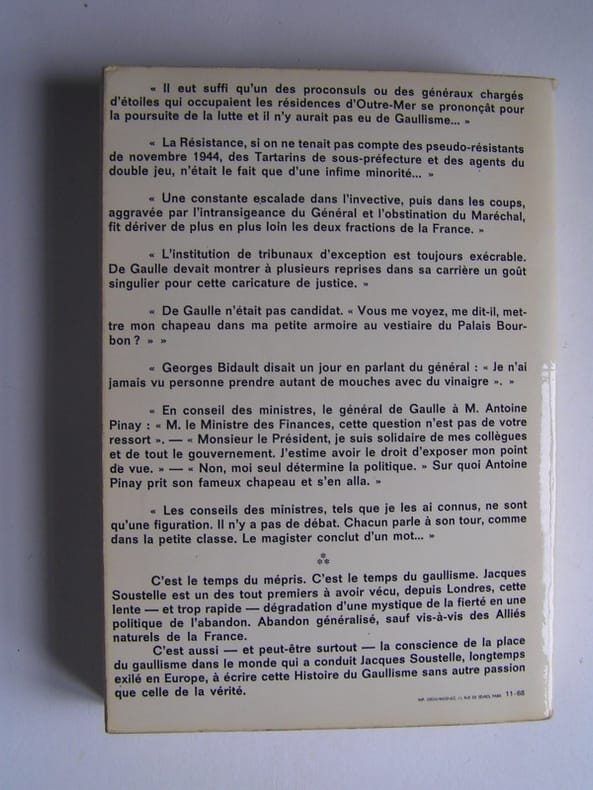 « Il eut suffi qu'un des proconsuls ou des généraux chargés
d'étoiles qui occupaient les résidences d'Outre-Mer se prononçât pour
la poursuite de la lutte et il n'y aurait pas eu de Gaullisme... »
« La Résistance, si on ne tenait pas compte des pseudo-résistants
de novembre 1944, des Tartarins de sous-préfecture et des agents du
double jeu, n'était le fait que d'une infime minorité... »
« Une constante escalade dans l'invective, puis dans les coups,
aggravée par l'intransigeance du Général et l'obstination du Maréchal,
fit dériver de plus en plus loin les deux fractions de la France. »
« L'institution de tribunaux d'exception est toujours exécrable.
De Gaulle devait montrer à plusieurs reprises dans sa carrière un goût
singulier pour cette caricature de justice. »
« De Gaulle n'était pas candidat. « Vous me voyez, me dit-il, met-
tre mon chapeau dans ma petite armoire au vestiaire du Palais Bour-
bon ? » »
« Georges Bidault disait un jour en parlant du général : « Je n'ai
jamais vu personne prendre autant de mouches avec du vinaigre ». »
« En conseil des ministres, le général de Gaulle à M. Antoine
Pinay : « M. le Ministre des Finances, cette question n'est pas de votre
ressort ». — « Monsieur le Président, je suis solidaire de mes collègues
et de tout le gouvernement. J'estime avoir le droit d'exposer mon point
de vue. » — « Non, moi seul détermine la politique. » Sur quoi Antoine
Pinay prit son fameux chapeau et s'en alla. »
« Les conseils des ministres, tels que je les ai connus, ne sont
qu'une figuration. Il n'y a pas de débat. Chacun parle à son tour, comme
dans la petite classe. Le magister conclut d'un mot... »
*
**
C'est le temps du mépris. C'est le temps du gaullisme. Jacques
Soustelle est un des tout premiers à avoir vécu, depuis Londres, cette
lente — et trop rapide — dégradation d'une mystique de la fierté en une
politique de l'abandon. Abandon généralisé, sauf vis-à-vis des Alliés
naturels de la France.
C'est aussi — et peut-être surtout — la conscience de la place
du gaullisme dans le monde qui a conduit Jacques Soustelle, longtemps
exilé en Europe, à écrire cette Histoire du Gaullisme sans autre passion
que celle de la vérité.
RUE DE SÈVRES, PARIS 11-68